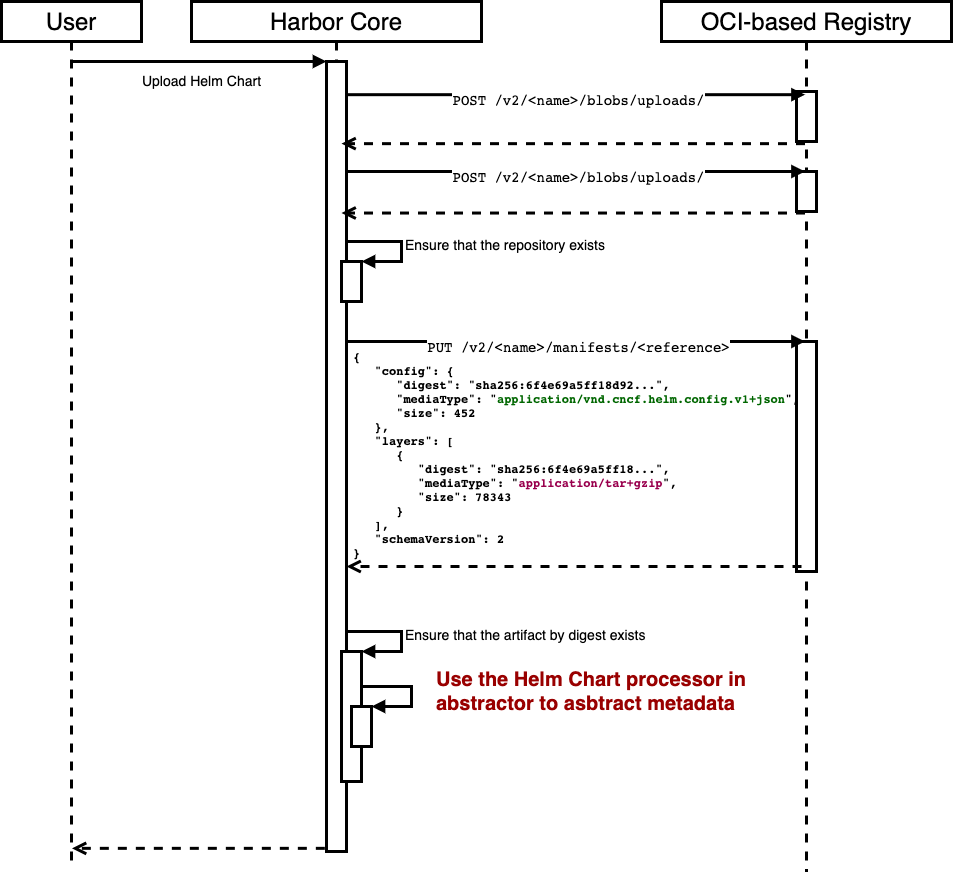 User
Harbor Core
OCI-based Registry
Upload Helm Chart
POST /v2/<name>/blobs/uploads/
POST /v2/<name>/blobs/uploads/
Ensure that the repository exists
PUT /v2/<name>/manifests/<reference>
{
"config": {
"digest": "sha256:6f4e69a5ff18d92...",
"mediaType": "application/vnd.cncf.helm.config.v1+json",
"size": 452
},
"layers": [
{
"digest": "sha256:6f4e69a5ff18...",
"mediaType": "application/tar+gzip",
"size": 78343
}
],
"schemaVersion": 2
}
Ensure that the artifact by digest exists
Use the Helm Chart processor in
abstractor to asbtract metadata